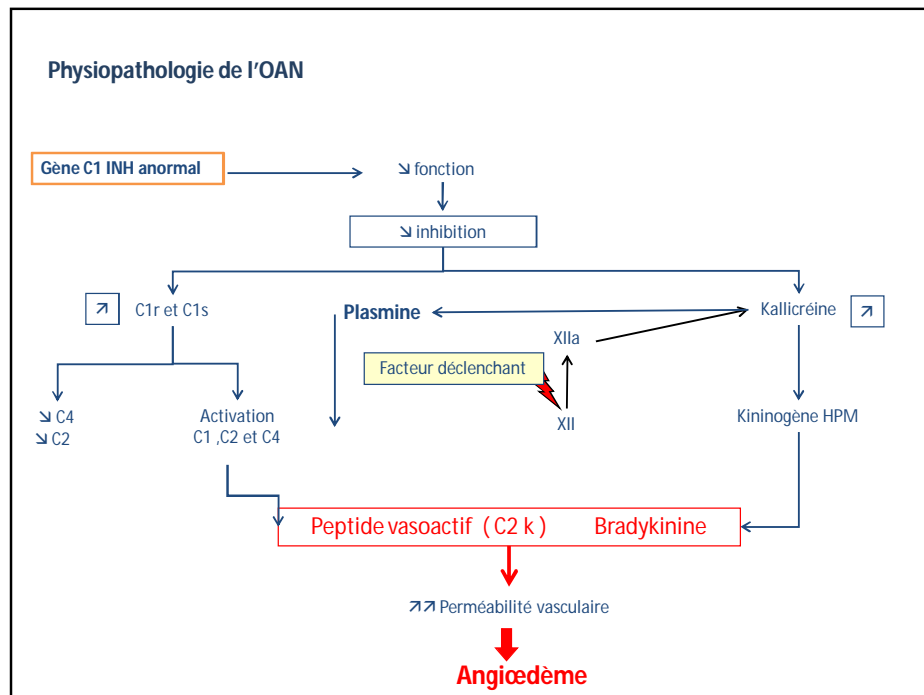 Physiopathologie de l'OAN
Gène C1 INH anormal
↘ fonction
↘ inhibition
↗
C1r et C1s
Plasmine
Kallicréine
↗
XIIa
Facteur déclenchant
XII
↘ C4
↘ C2
Activation
C1 ,C2 et C4
Kininogène HPM
Peptide vasoactif ( C2 k ) Bradykinine
↗↗ Perméabilité vasculaire
Angiœdème